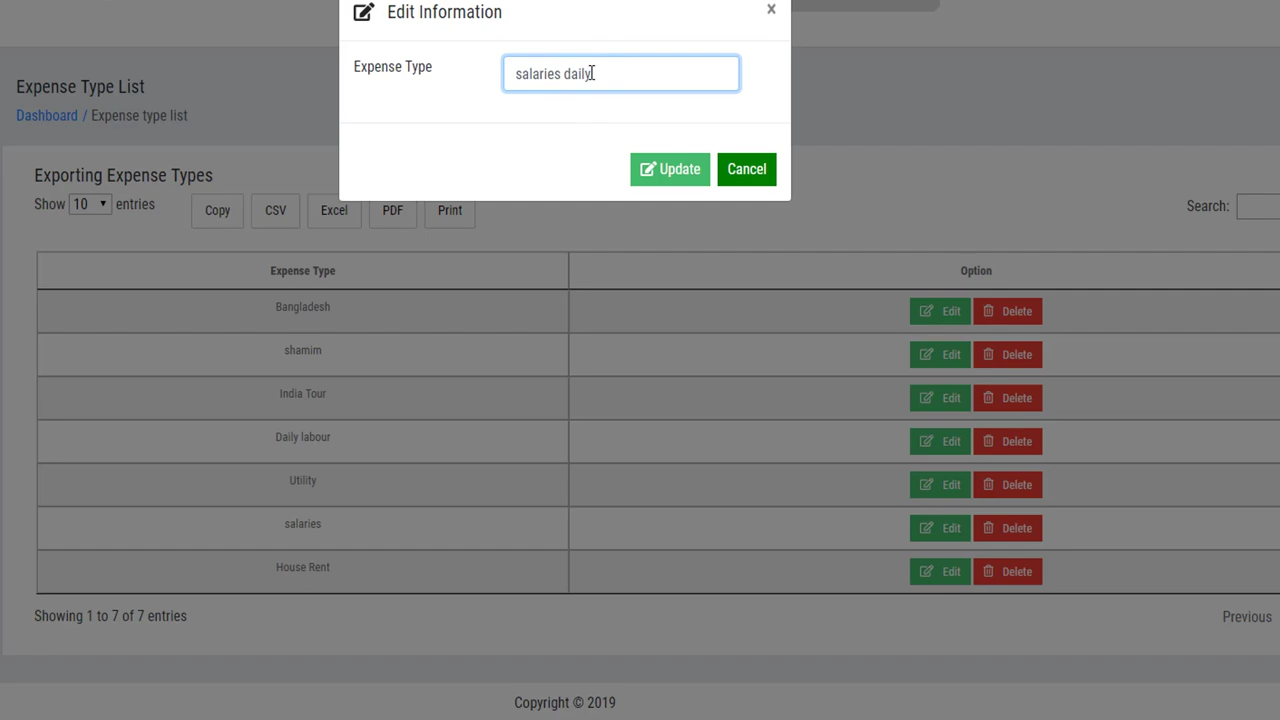 Edit Information
×
Expense Type
salaries daily
Update
Cancel
Expense Type List
Dashboard / Expense type list
Exporting Expense Types
Show 10 entries
Copy
CSV
Excel
PDF
Print
Search:
Expense Type Option
Bangladesh Edit Delete
shamim Edit Delete
India Tour Edit Delete
Daily labour Edit Delete
Utility Edit Delete
salaries Edit Delete
House Rent Edit Delete
Showing 1 to 7 of 7 entries
Previous
Copyright © 2019